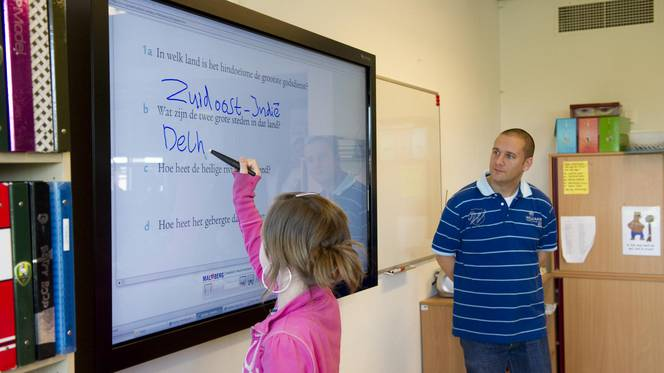 1a In welk land is het hindoeïsme de grootste godsdienst?
Zuidoost-Indië
b Wat zijn de twee grote steden in dat land?
Delh
c Hoe heet de heilige
d Hoe heet het gebergte
MALMBERG